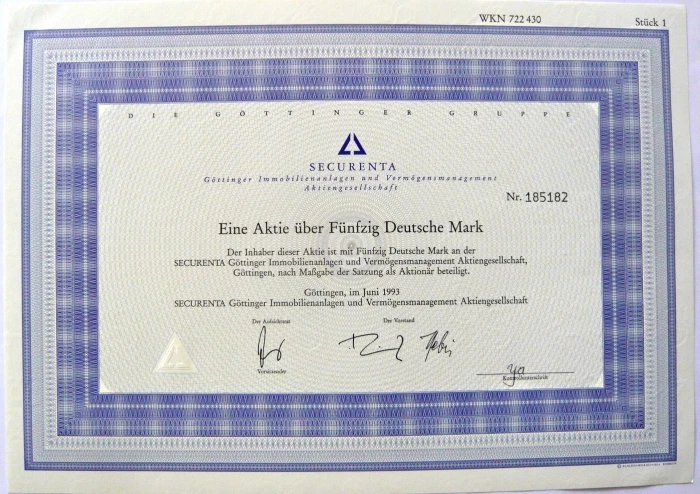 WKN 722 430
Stück 1
DIE GÖTTINGER GRUPPE
SECURENTA
Göttinger Immobilienanlagen und Vermögensmanagement
Aktiengesellschaft
Nr. 185182
Eine Aktie über Fünfzig Deutsche Mark
Der Inhaber dieser Aktie ist mit Fünfzig Deutsche Mark an der
SECURENTA Göttinger Immobilienanlagen und Vermögensmanagement Aktiengesellschaft,
Göttingen, nach Maßgabe der Satzung als Aktionär beteiligt.
Göttingen, im Juni 1993
SECURENTA Göttinger Immobilienanlagen und Vermögensmanagement Aktiengesellschaft
Der Aufsichtsrat
Der Vorstand
Vorsitzender
Kontrollunterschrift